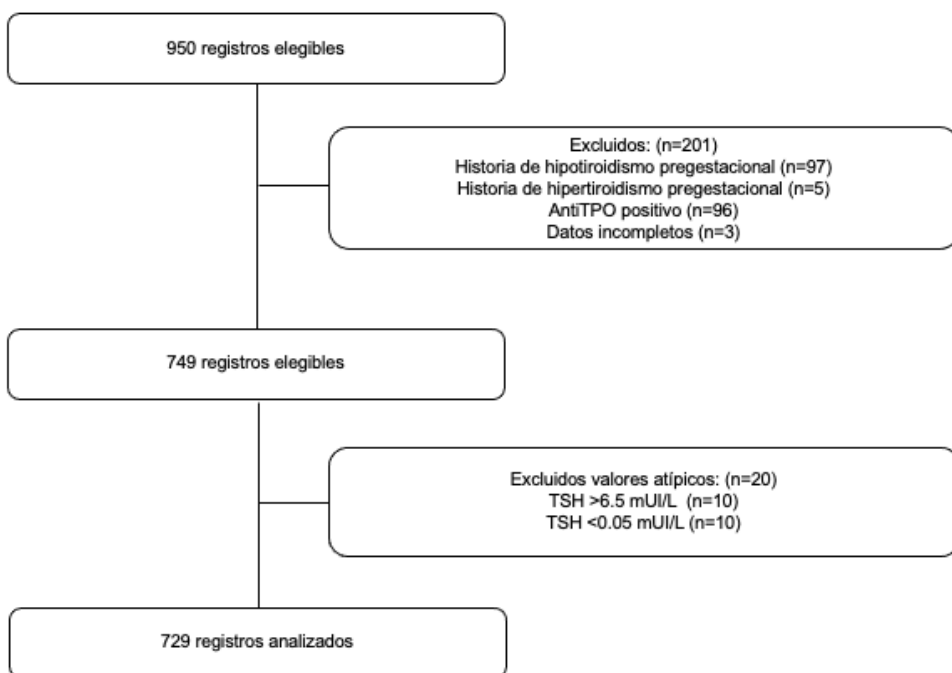 950 registros elegibles
Excluidos: (n=201)
Historia de hipotiroidismo pregestacional (n=97)
Historia de hipertiroidismo pregestacional (n=5)
AntiTPO positivo (n=96)
Datos incompletos (n=3)
749 registros elegibles
Excluidos valores atípicos: (n=20)
TSH >6.5 mUI/L (n=10)
TSH <0.05 mUI/L (n=10)
729 registros analizados